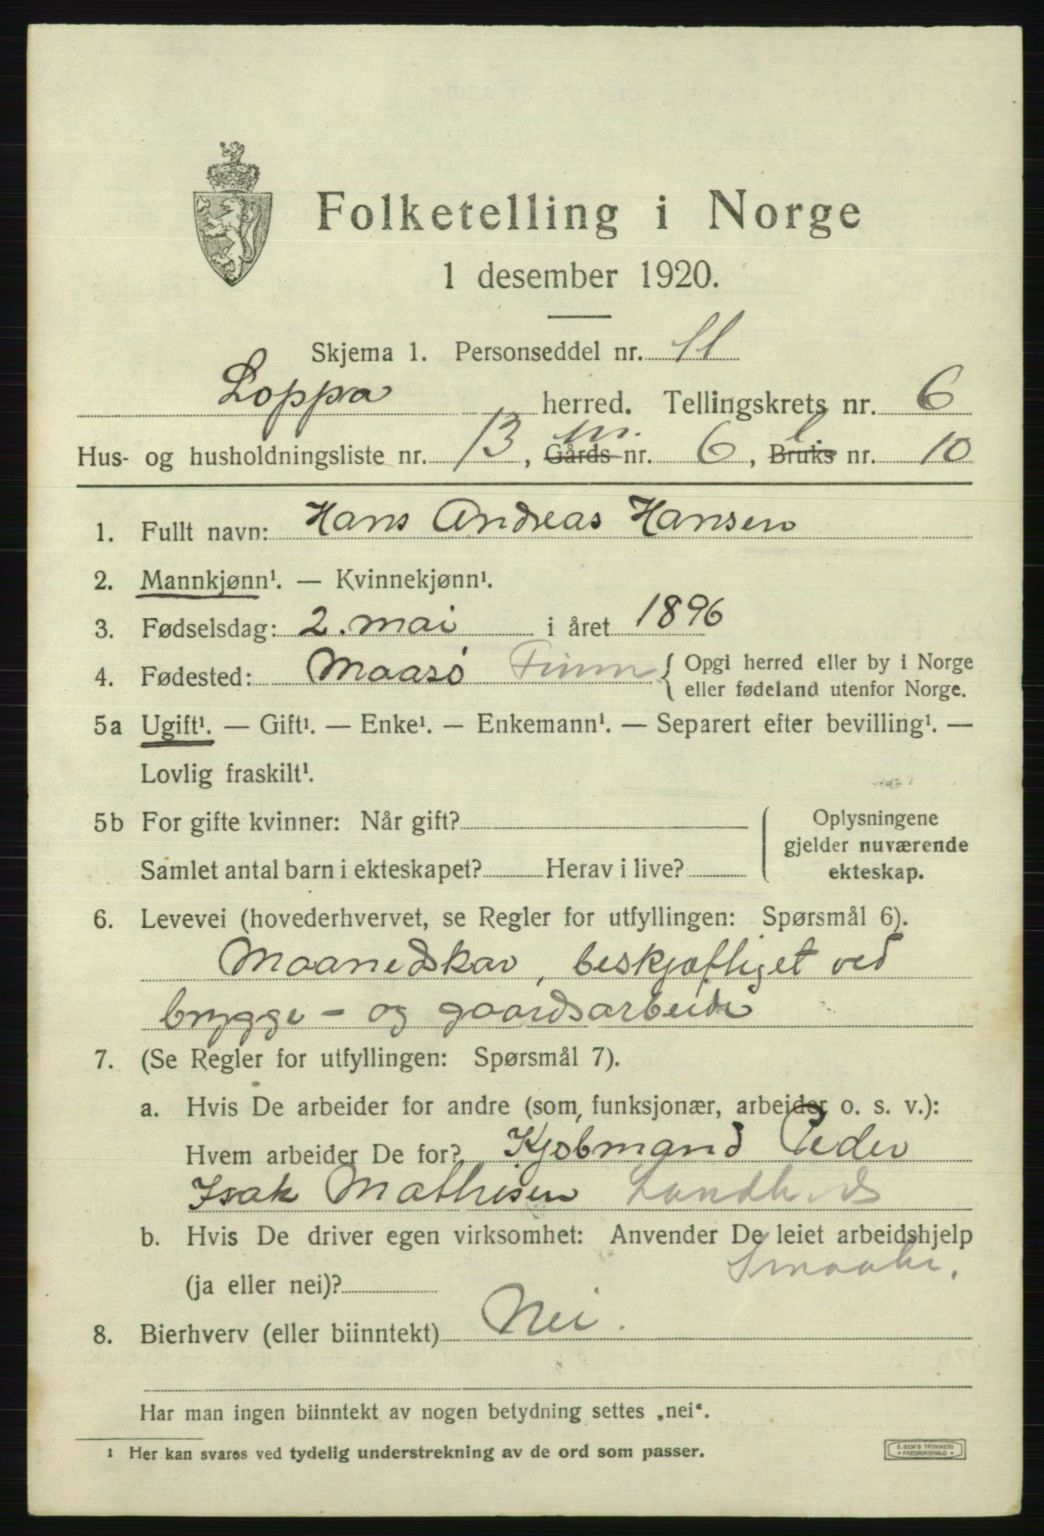 Folketelling i Norge
1 desember 1920.
Skjema 1. Personseddel nr. 11
Loppa herred. Tellingskrets nr. 6
m. l
Hus- og husholdningsliste nr. 13, Gårds nr. 6, Bruks nr. 10
1. Fullt navn: Hans Andreas Hansen
2. Mannkjønn¹. — Kvinnekjønn¹.
3. Fødselsdag: 2. mai i året 1896
4. Fødested: Maasø Finm { Opgi herred eller by i Norge
eller fødeland utenfor Norge.
5a Ugift¹. — Gift¹. — Enke¹. — Enkemann¹. — Separert efter bevilling¹. —
Lovlig fraskilt¹.
5b For gifte kvinner: Når gift?
Samlet antal barn i ekteskapet? Herav i live?
Oplysningene
gjelder nuværende
ekteskap.
6. Levevei (hovederhvervet, se Regler for utfyllingen: Spørsmål 6).
Maanedskar, beskjæftiget ved
brygge- og gaardsarbeide
7. (Se Regler for utfyllingen: Spørsmål 7).
a. Hvis De arbeider for andre (som funksjonær, arbeider o. s. v.):
Hvem arbeider De for? Kjøbmand Peder
Isak Mathisen Landh
b. Hvis De driver egen virksomhet: Anvender De leiet arbeidshjelp
(ja eller nei)?
8. Bierhverv (eller biinntekt) Nei.
Har man ingen biinntekt av nogen betydning settes „nei“.
¹ Her kan svares ved tydelig understrekning av de ord som passer.